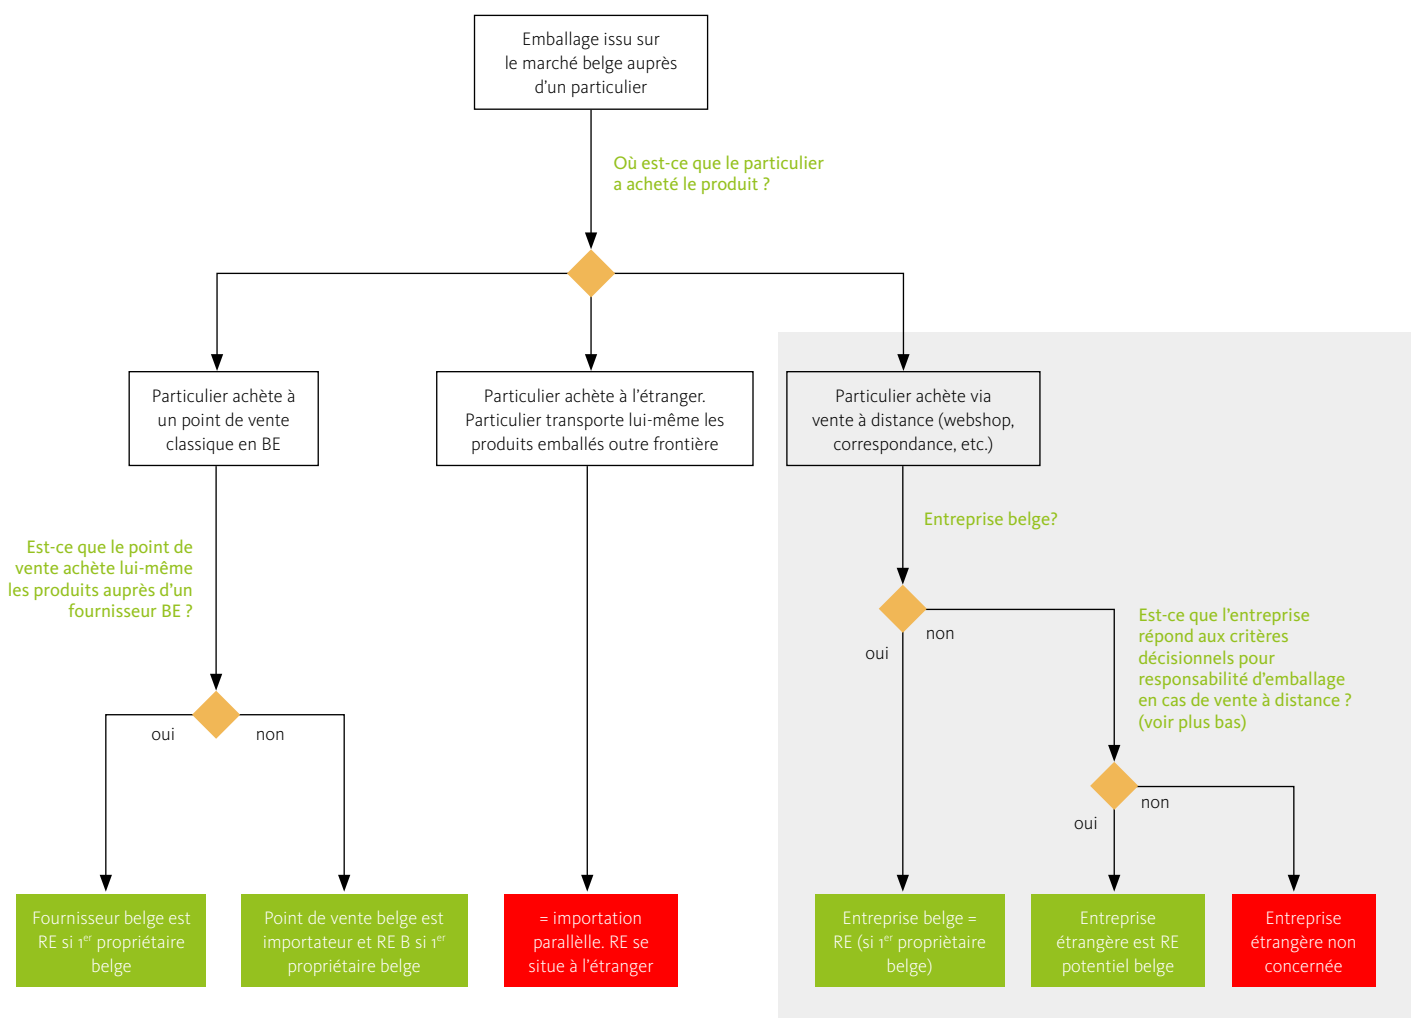 Emballage issu sur
le marché belge auprès
d'un particulier
Où est-ce que le particulier
a acheté le produit ?
Particulier achète à
un point de vente
classique en BE
Particulier achète à l'étranger.
Particulier transporte lui-même les
produits emballés outre frontière
Particulier achète via
vente à distance (webshop,
correspondance, etc.)
Entreprise belge?
Est-ce que le point de
vente achète lui-même
les produits auprès d'un
fournisseur BE ?
oui
non
Est-ce que l'entreprise
répond aux critères
décisionnels pour
responsabilité d'emballage
en cas de vente à distance ?
(voir plus bas)
oui
non
oui
non
Fournisseur belge est
RE si 1er propriétaire
belge
Point de vente belge est
importateur et RE B si 1er
propriétaire belge
= importation
parallèlle. RE se
situe à l'étranger
Entreprise belge =
RE (si 1er propriètaire
belge)
Entreprise
étrangère est RE
potentiel belge
Entreprise
étrangère non
concernée